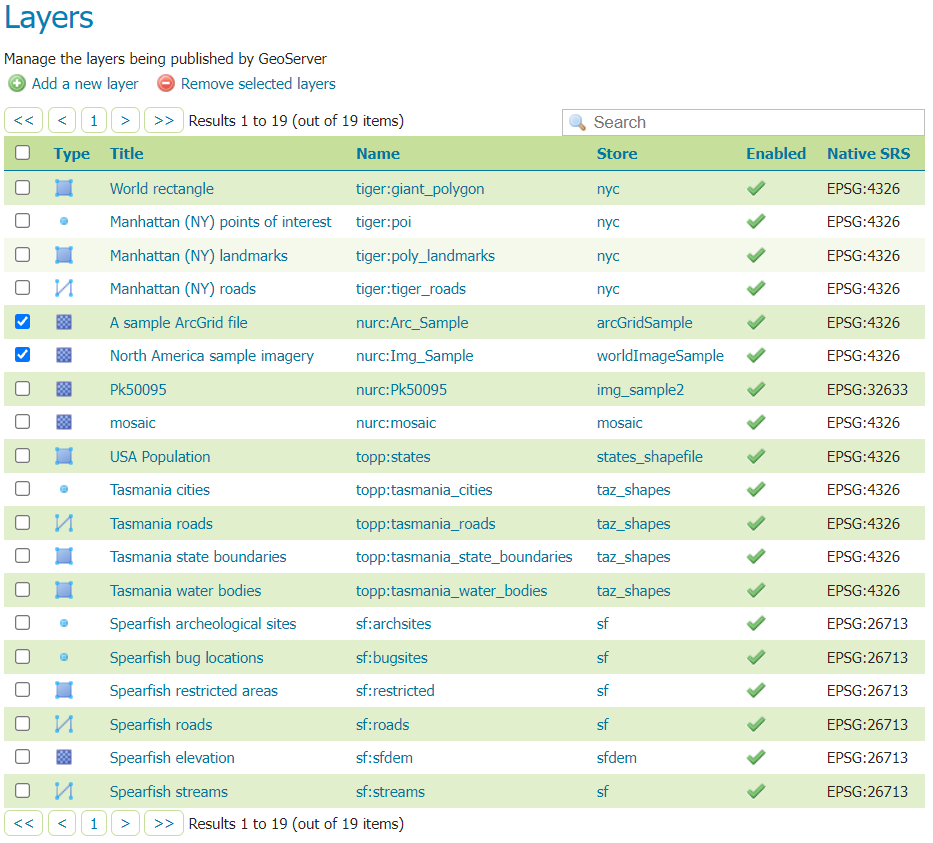 Layers
Manage the layers being published by GeoServer
Add a new layer Remove selected layers
<< < 1 > >> Results 1 to 19 (out of 19 items) Search
Type Title Name Store Enabled Native SRS
World rectangle tiger:giant_polygon nyc EPSG:4326
Manhattan (NY) points of interest tiger:poi nyc EPSG:4326
Manhattan (NY) landmarks tiger:poly_landmarks nyc EPSG:4326
Manhattan (NY) roads tiger:tiger_roads nyc EPSG:4326
A sample ArcGrid file nurc:Arc_Sample arcGridSample EPSG:4326
North America sample imagery nurc:Img_Sample worldImageSample EPSG:4326
Pk50095 nurc:Pk50095 img_sample2 EPSG:32633
mosaic nurc:mosaic mosaic EPSG:4326
USA Population topp:states states_shapefile EPSG:4326
Tasmania cities topp:tasmania_cities taz_shapes EPSG:4326
Tasmania roads topp:tasmania_roads taz_shapes EPSG:4326
Tasmania state boundaries topp:tasmania_state_boundaries taz_shapes EPSG:4326
Tasmania water bodies topp:tasmania_water_bodies taz_shapes EPSG:4326
Spearfish archeological sites sf:archsites sf EPSG:26713
Spearfish bug locations sf:bugsites sf EPSG:26713
Spearfish restricted areas sf:restricted sf EPSG:26713
Spearfish roads sf:roads sf EPSG:26713
Spearfish elevation sf:sfdem sfdem EPSG:26713
Spearfish streams sf:streams sf EPSG:26713
<< < 1 > >> Results 1 to 19 (out of 19 items)